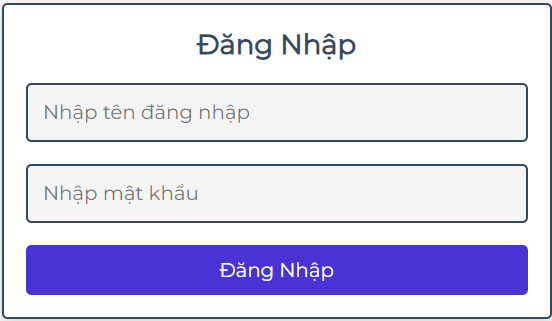 Đăng Nhập
Nhập tên đăng nhập
Nhập mật khẩu
Đăng Nhập